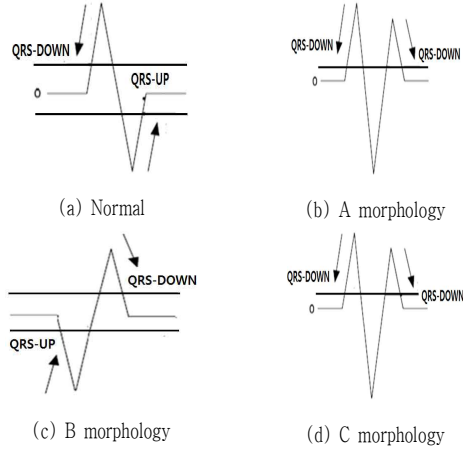 QRS-DOWN
QRS-UP
0
(a) Normal
QRS-DOWN
QRS-DOWN
0
(b) A morphology
QRS-DOWN
QRS-UP
(c) B morphology
QRS-DOWN
QRS-DOWN
0
(d) C morphology